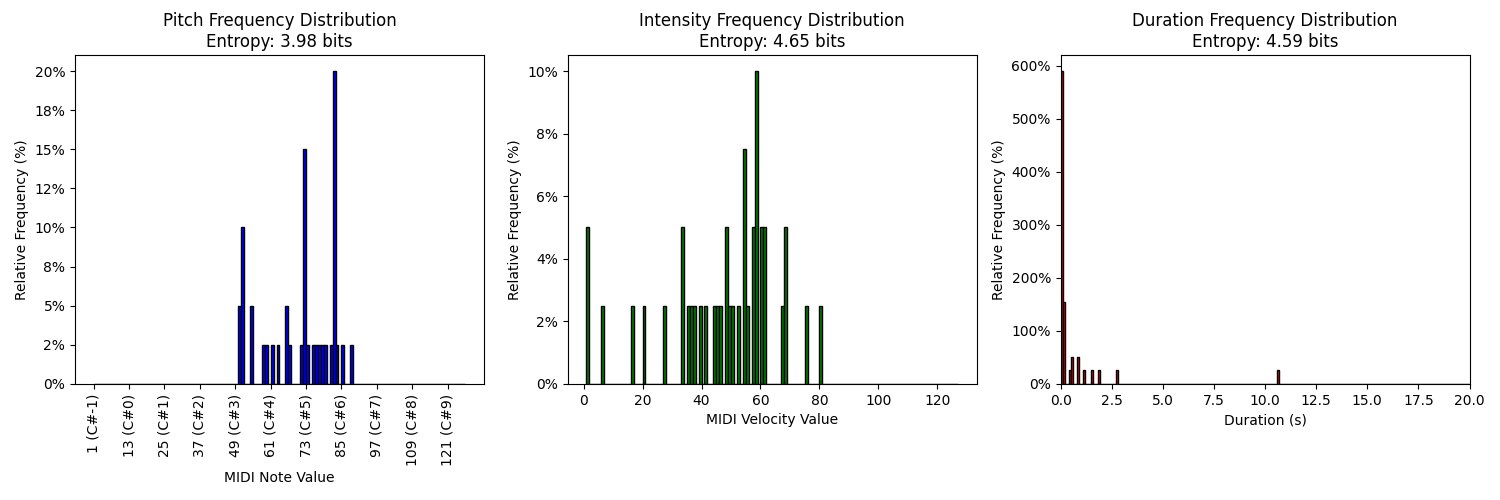 Pitch Frequency Distribution
Entropy: 3.98 bits
Relative Frequency (%)
20%
18%
15%
12%
10%
8%
5%
2%
0%
1 (C#-1)
13 (C#0)
25 (C#1)
37 (C#2)
49 (C#3)
61 (C#4)
73 (C#5)
85 (C#6)
97 (C#7)
109 (C#8)
121 (C#9)
MIDI Note Value
Intensity Frequency Distribution
Entropy: 4.65 bits
Relative Frequency (%)
10%
8%
6%
4%
2%
0%
0 20 40 60 80 100 120
MIDI Velocity Value
Duration Frequency Distribution
Entropy: 4.59 bits
Relative Frequency (%)
600%
500%
400%
300%
200%
100%
0%
0.0 2.5 5.0 7.5 10.0 12.5 15.0 17.5 20.0
Duration (s)